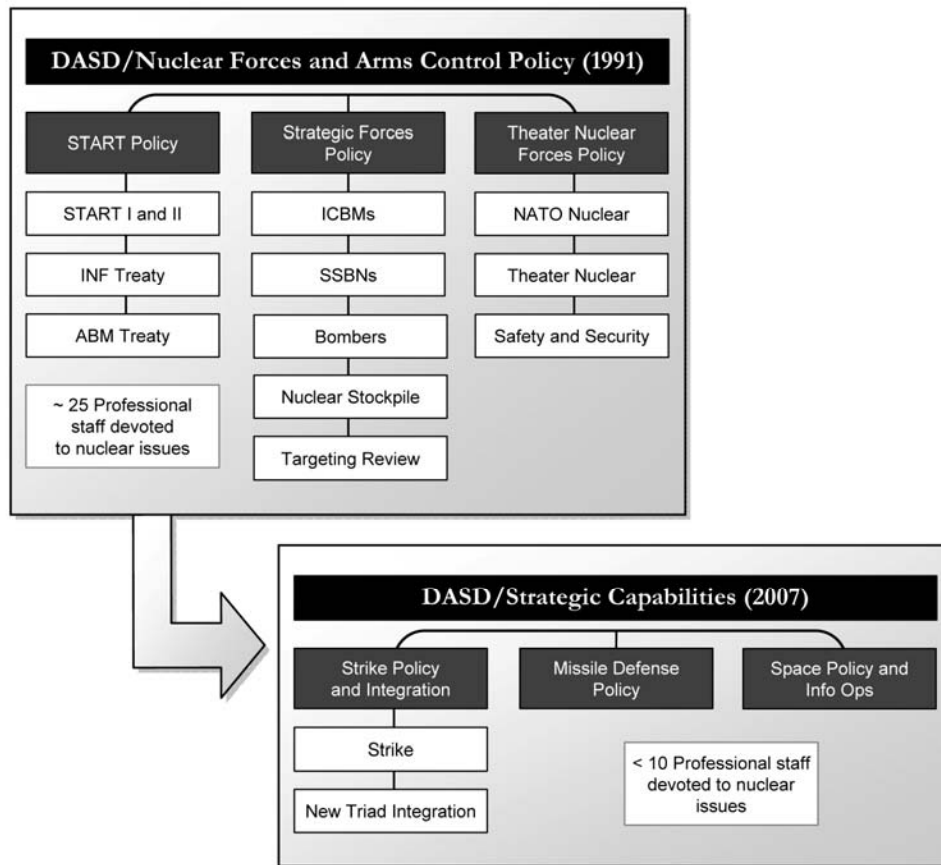 DASD/Nuclear Forces and Arms Control Policy (1991)
START Policy
START I and II
INF Treaty
ABM Treaty
~ 25 Professional
staff devoted
to nuclear issues
Strategic Forces
Policy
ICBMs
SSBNs
Bombers
Nuclear Stockpile
Targeting Review
Theater Nuclear
Forces Policy
NATO Nuclear
Theater Nuclear
Safety and Security
DASD/Strategic Capabilities (2007)
Strike Policy
and Integration
Strike
New Triad Integration
Missile Defense
Policy
Space Policy and
Info Ops
< 10 Professional staff
devoted to nuclear
issues